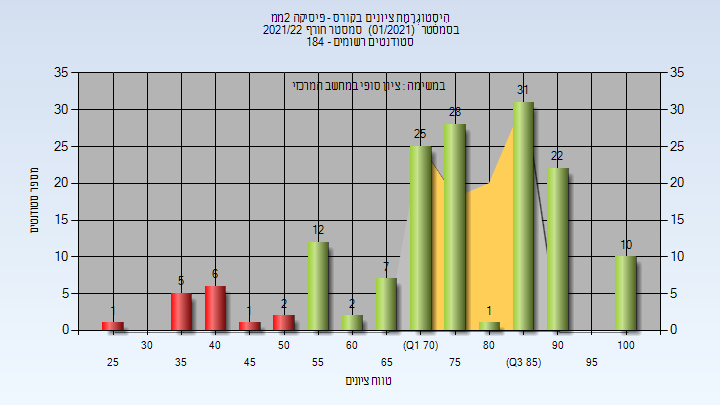 היסטוגרמת ציונים בקורס - פיסיקה 2ממ
בסמסטר (01/2021) סמסטר חורף 2021/22
סטודנטים רשומים - 184
במשימה : ציון סופי במחשב המרכזי
מספר סטודנטים
35 30 25 20 15 10 5 0
35 30 25 20 15 10 5 0
1 5 6 1 2 12 2 7 25 28 1 31 22 10
30 40 50 60 (Q1 70) 80 90 100
25 35 45 55 65 75 (Q3 85) 95
טווח ציונים